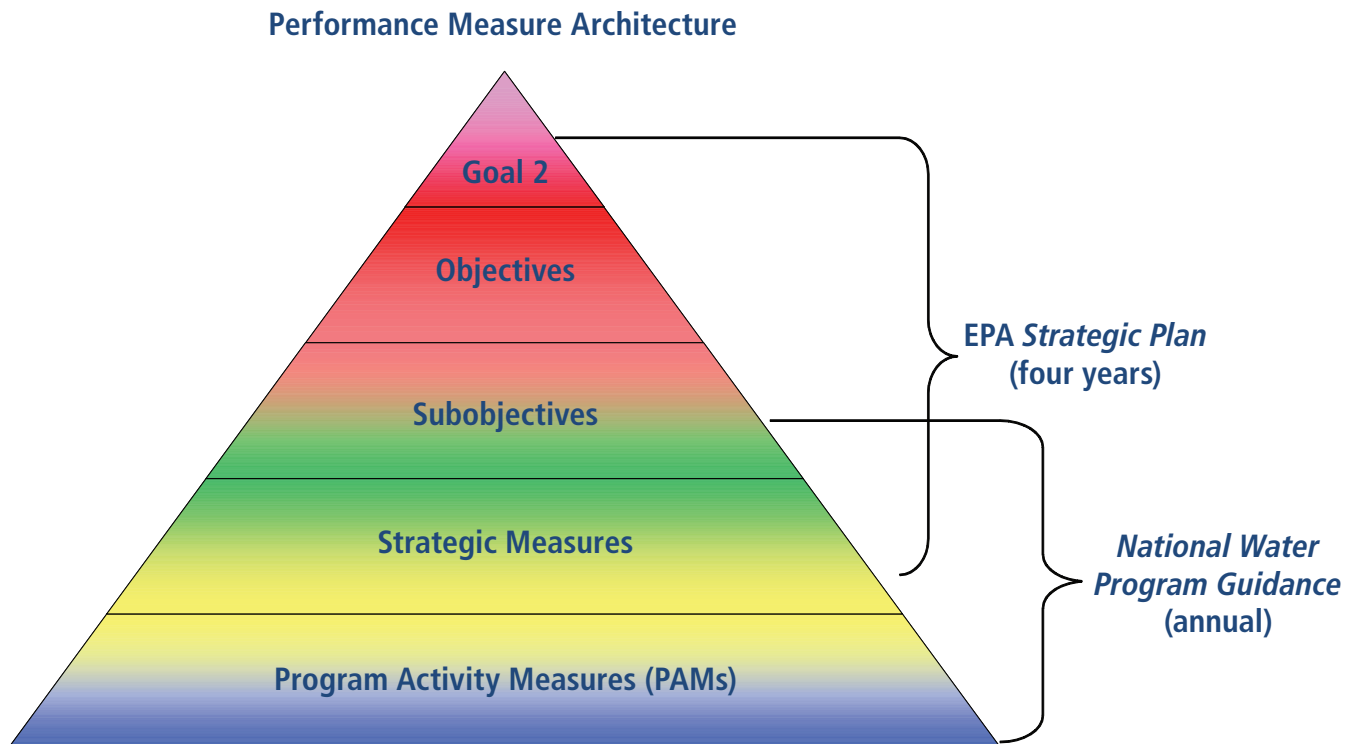 Performance Measure Architecture
Goal 2
Objectives
Subobjectives
Strategic Measures
Program Activity Measures (PAMs)
EPA Strategic Plan
(four years)
National Water
Program Guidance
(annual)